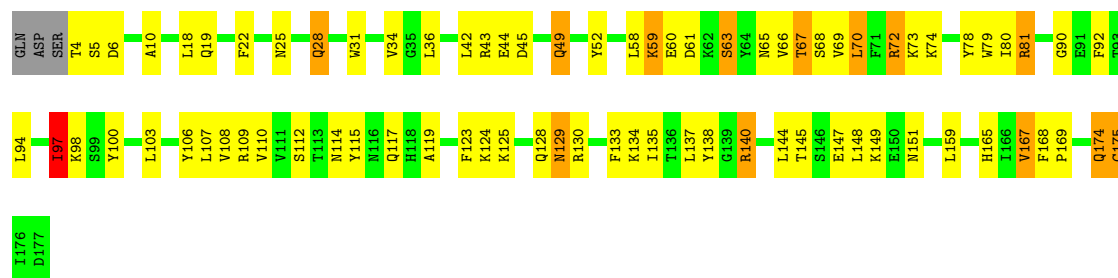 GLN ASP SER T4 S5 D6 A10 L18 Q19 F22 N25 Q28 W31 V34 G35 L36 L42 R43 E44 D45 Q49 Y52 L58 K59 E60 D61 K62 S63 Y64 N65 V66 T67 S68 V69 L70 F71 R72 K73 K74 Y78 W79 I80 R81 G90 E91 F92 T93
L94 I97 K98 S99 Y100 L103 Y106 L107 V108 R109 V110 V111 S112 T113 N114 Y115 N116 Q117 H118 A119 F123 K124 K125 Q128 N129 R130 F133 K134 I135 T136 L137 Y138 G139 R140 L144 T145 S146 E147 L148 K149 E150 N151 L159 H165 I166 V167 F168 P169 Q174 G175
I176 D177